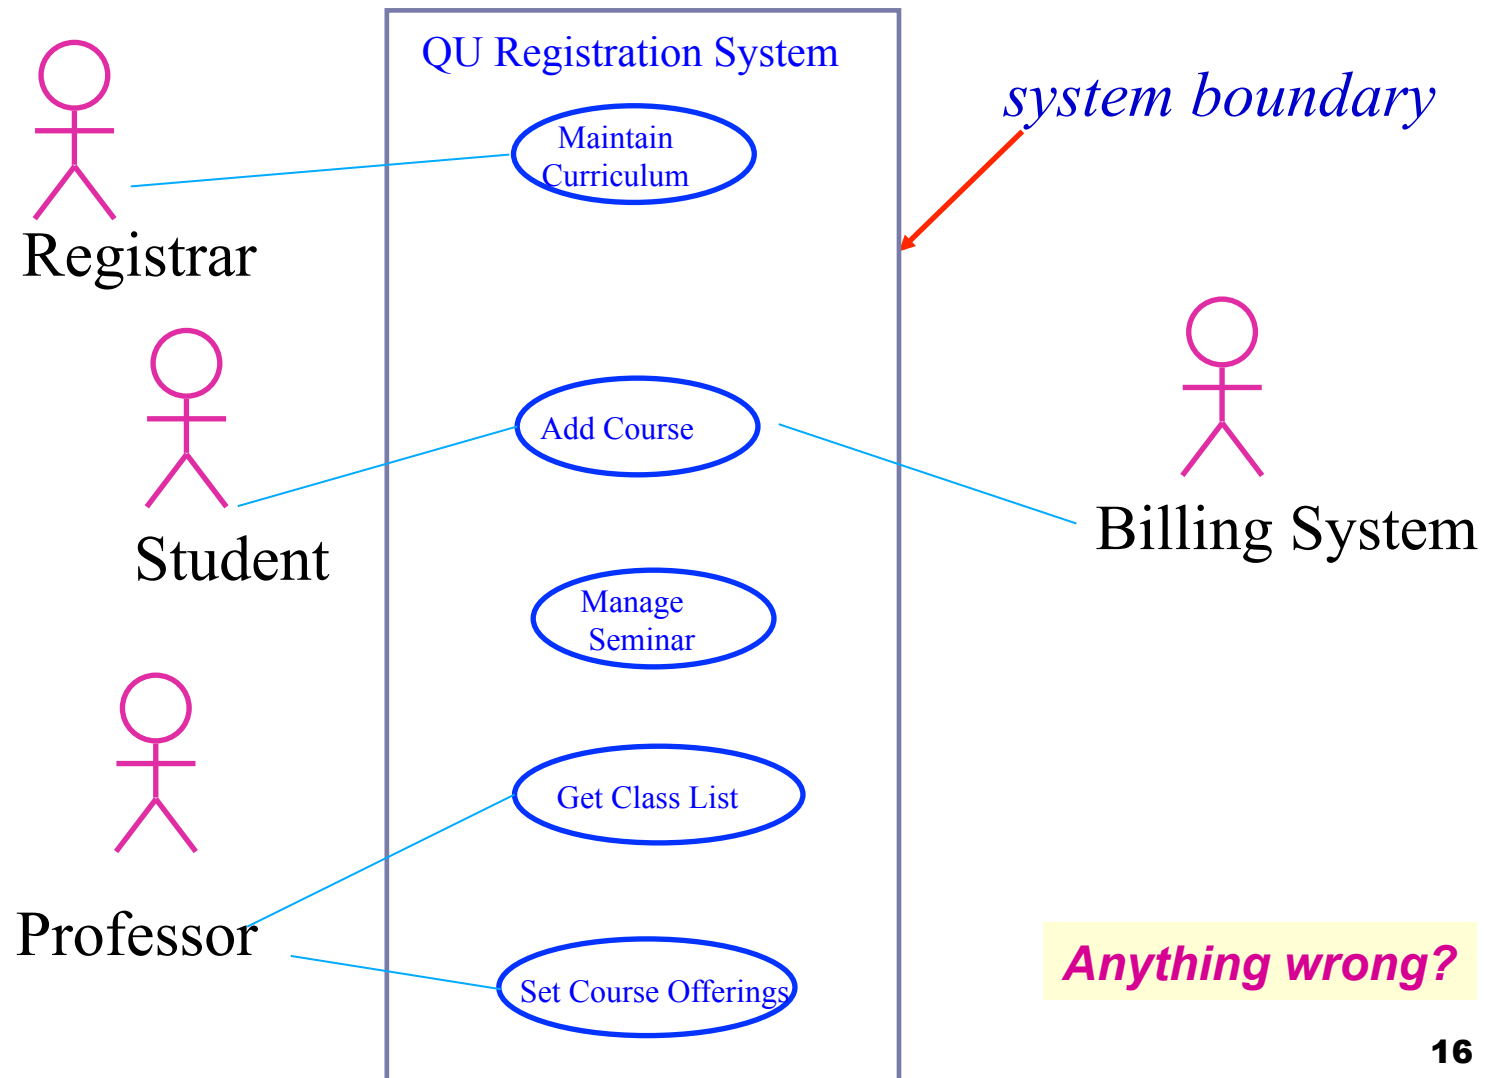 QU Registration System
system boundary
Maintain
Curriculum
Registrar
Add Course
Student
Billing System
Manage
Seminar
Get Class List
Professor
Set Course Offerings
Anything wrong?
16